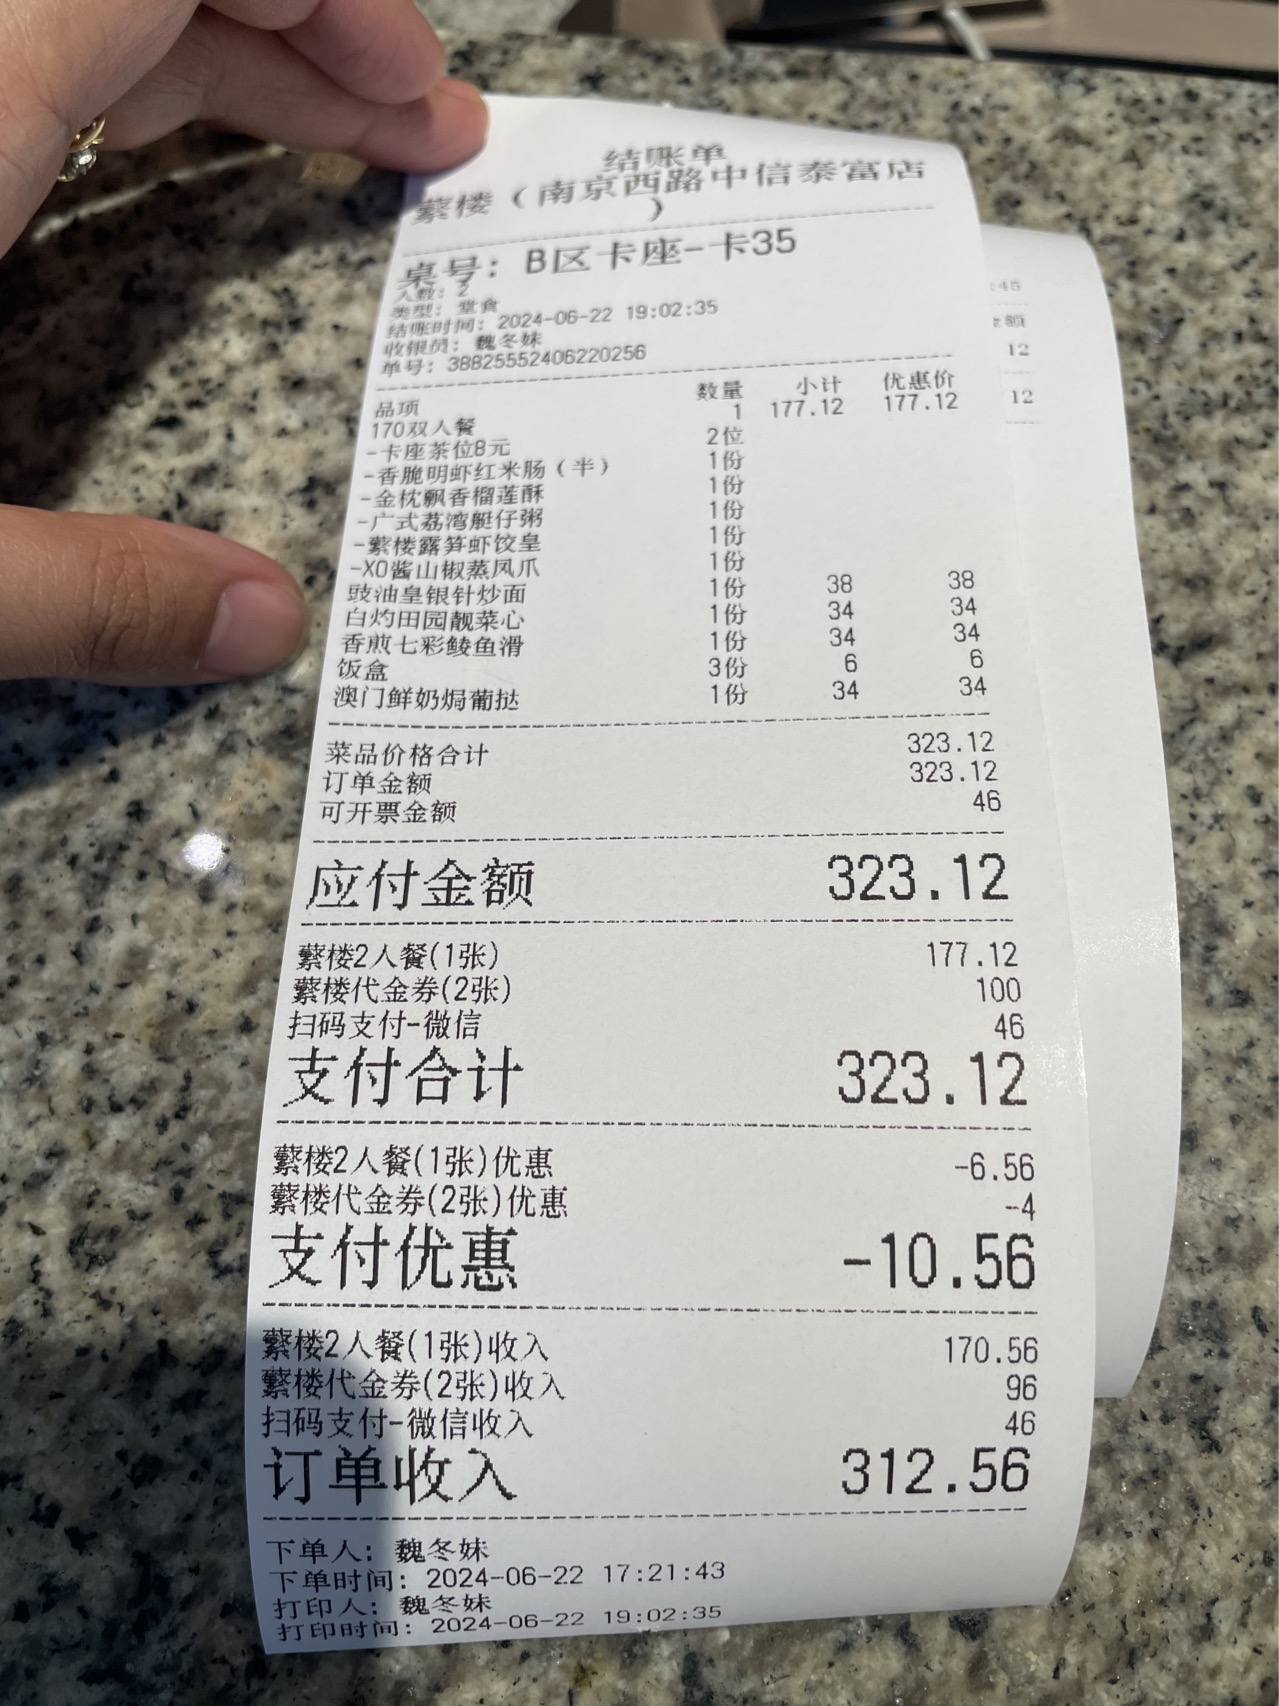 结账单
蘩楼（南京西路中信泰富店
）
桌号：B区卡座-卡35
人数：2
类型：堂食
结账时间：2024-06-22 19:02:35
收银员：魏冬妹
单号：38825552406220256
品项 数量 小计 优惠价
170双人餐 1 177.12 177.12
-卡座茶位8元 2位
-香脆明虾红米肠（半） 1份
-金枕飘香榴莲酥 1份
-广式荔湾艇仔粥 1份
-蘩楼露笋虾饺皇 1份
-XO酱山椒蒸凤爪 1份
豉油皇银针炒面 1份 38 38
白灼田园靓菜心 1份 34 34
香煎七彩鲮鱼滑 1份 34 34
饭盒 3份 6 6
澳门鲜奶焗葡挞 1份 34 34
菜品价格合计 323.12
订单金额 323.12
可开票金额 46
应付金额 323.12
蘩楼2人餐(1张) 177.12
蘩楼代金券(2张) 100
扫码支付-微信 46
支付合计 323.12
蘩楼2人餐(1张)优惠 -6.56
蘩楼代金券(2张)优惠 -4
支付优惠 -10.56
蘩楼2人餐(1张)收入 170.56
蘩楼代金券(2张)收入 96
扫码支付-微信收入 46
订单收入 312.56
下单人：魏冬妹
下单时间：2024-06-22 17:21:43
打印人：魏冬妹
打印时间：2024-06-22 19:02:35
:45
金额
12
12